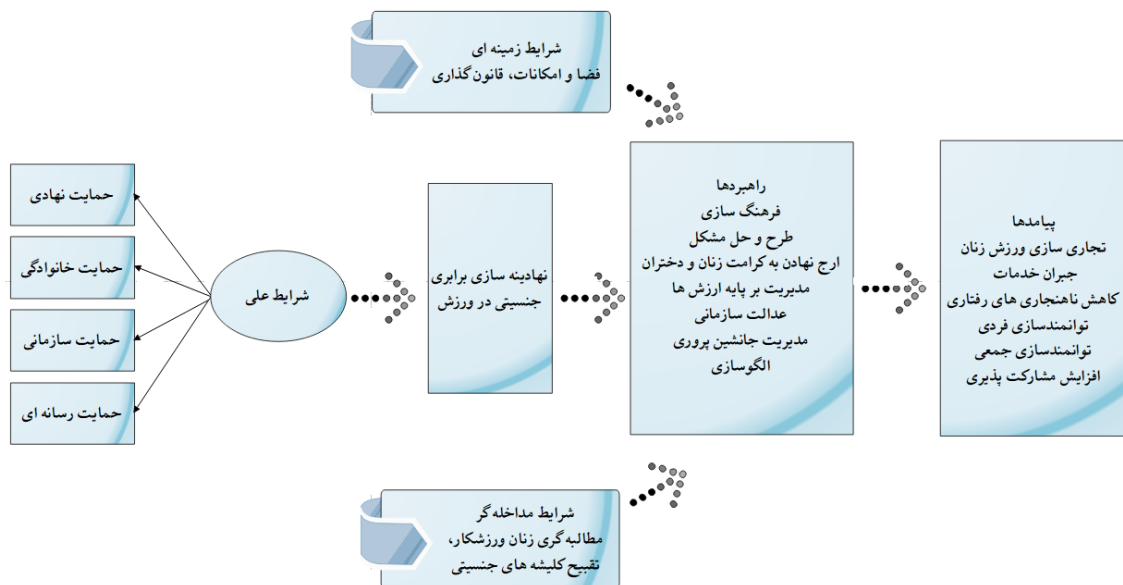 شرایط زمینه ای
فضا و امکانات، قانون گذاری
حمایت نهادی
حمایت خانوادگی
حمایت سازمانی
حمایت رسانه ای
شرایط علی
نهادینه سازی برابری
جنسیتی در ورزش
راهبردها
فرهنگ سازی
طرح و حل مشکل
ارج نهادن به کرامت زنان و دختران
مدیریت بر پایه ارزش ها
عدالت سازمانی
مدیریت جانشین پروری
الگوسازی
پیامدها
تجاری سازی ورزش زنان
جبران خدمات
کاهش ناهنجاری های رفتاری
توانمندسازی فردی
توانمندسازی جمعی
افزایش مشارکت پذیری
شرایط مداخله گر
مطالبه گری زنان ورزشکار،
تقبیح کلیشه های جنسیتی